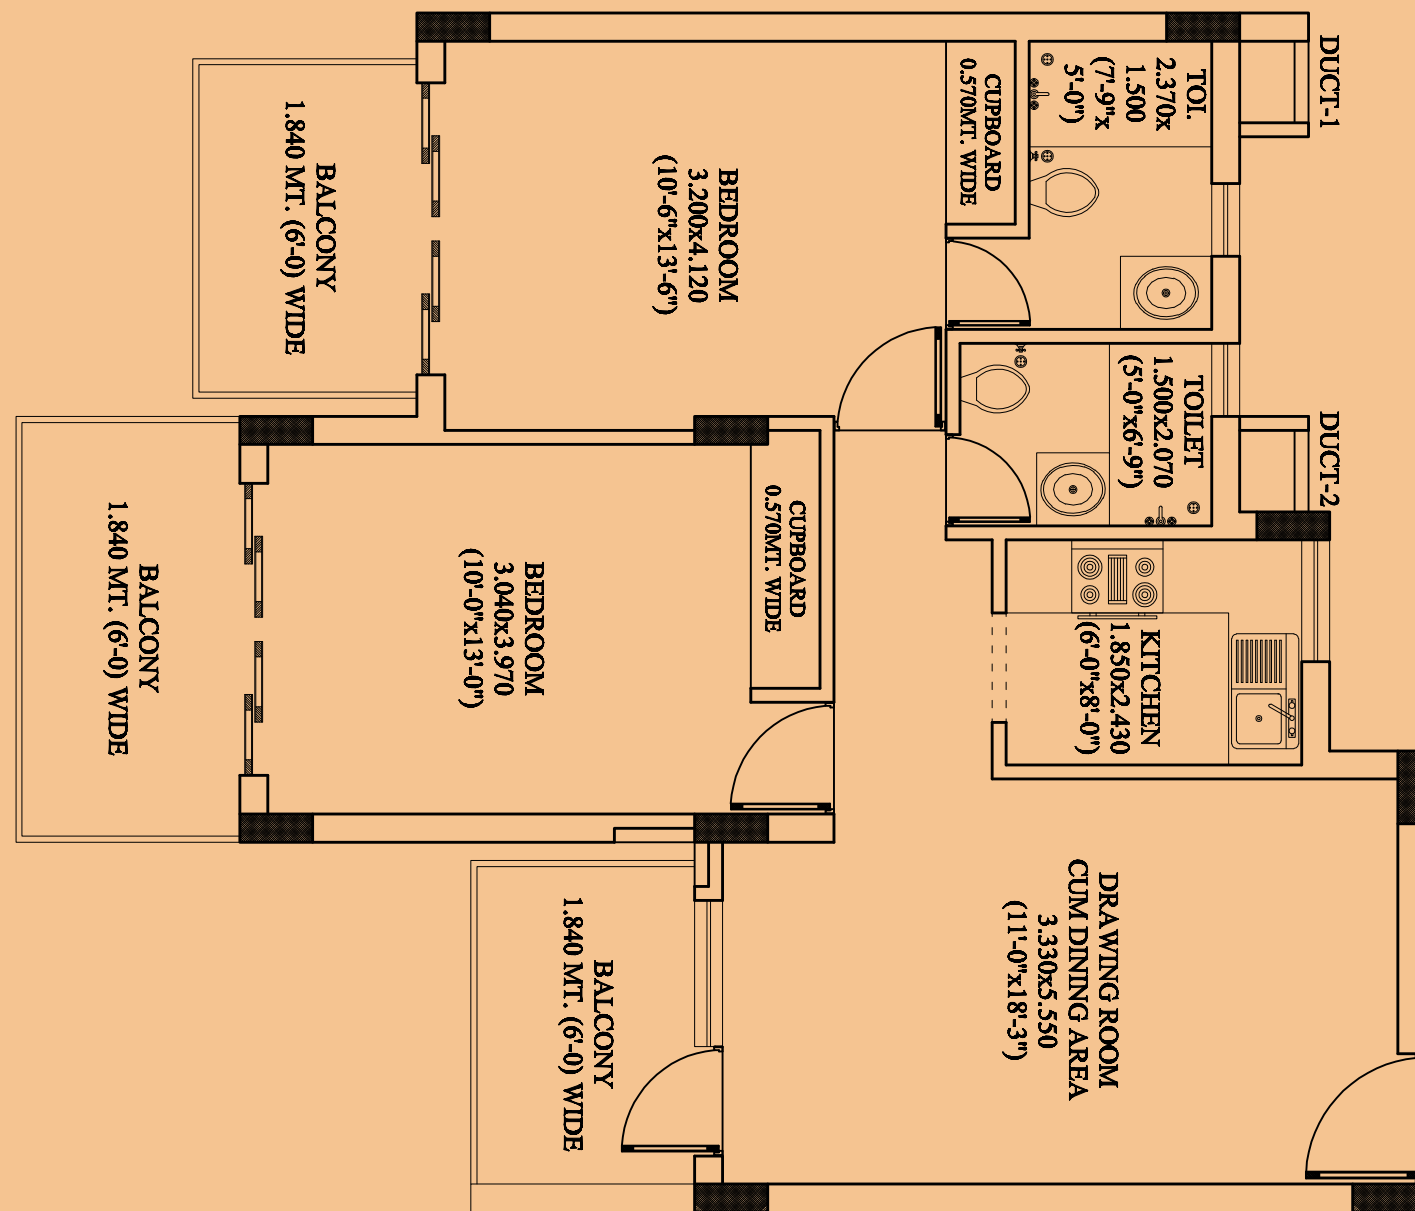 DUCT-1
TOI.
2.370x
1.500
(7'-9"x
5'-0")
CUPBOARD
0.570MT. WIDE
BEDROOM
3.200x4.120
(10'-6"x13'-6")
BALCONY
1.840 MT. (6'-0) WIDE
DUCT-2
TOILET
1.500x2.070
(5'-0"x6'-9")
CUPBOARD
0.570MT. WIDE
BEDROOM
3.040x3.970
(10'-0"x13'-0")
BALCONY
1.840 MT. (6'-0) WIDE
KITCHEN
1.850x2.430
(6'-0"x8'-0")
DRAWING ROOM
CUM DINING AREA
3.330x5.550
(11'-0"x18'-3")
BALCONY
1.840 MT. (6'-0) WIDE